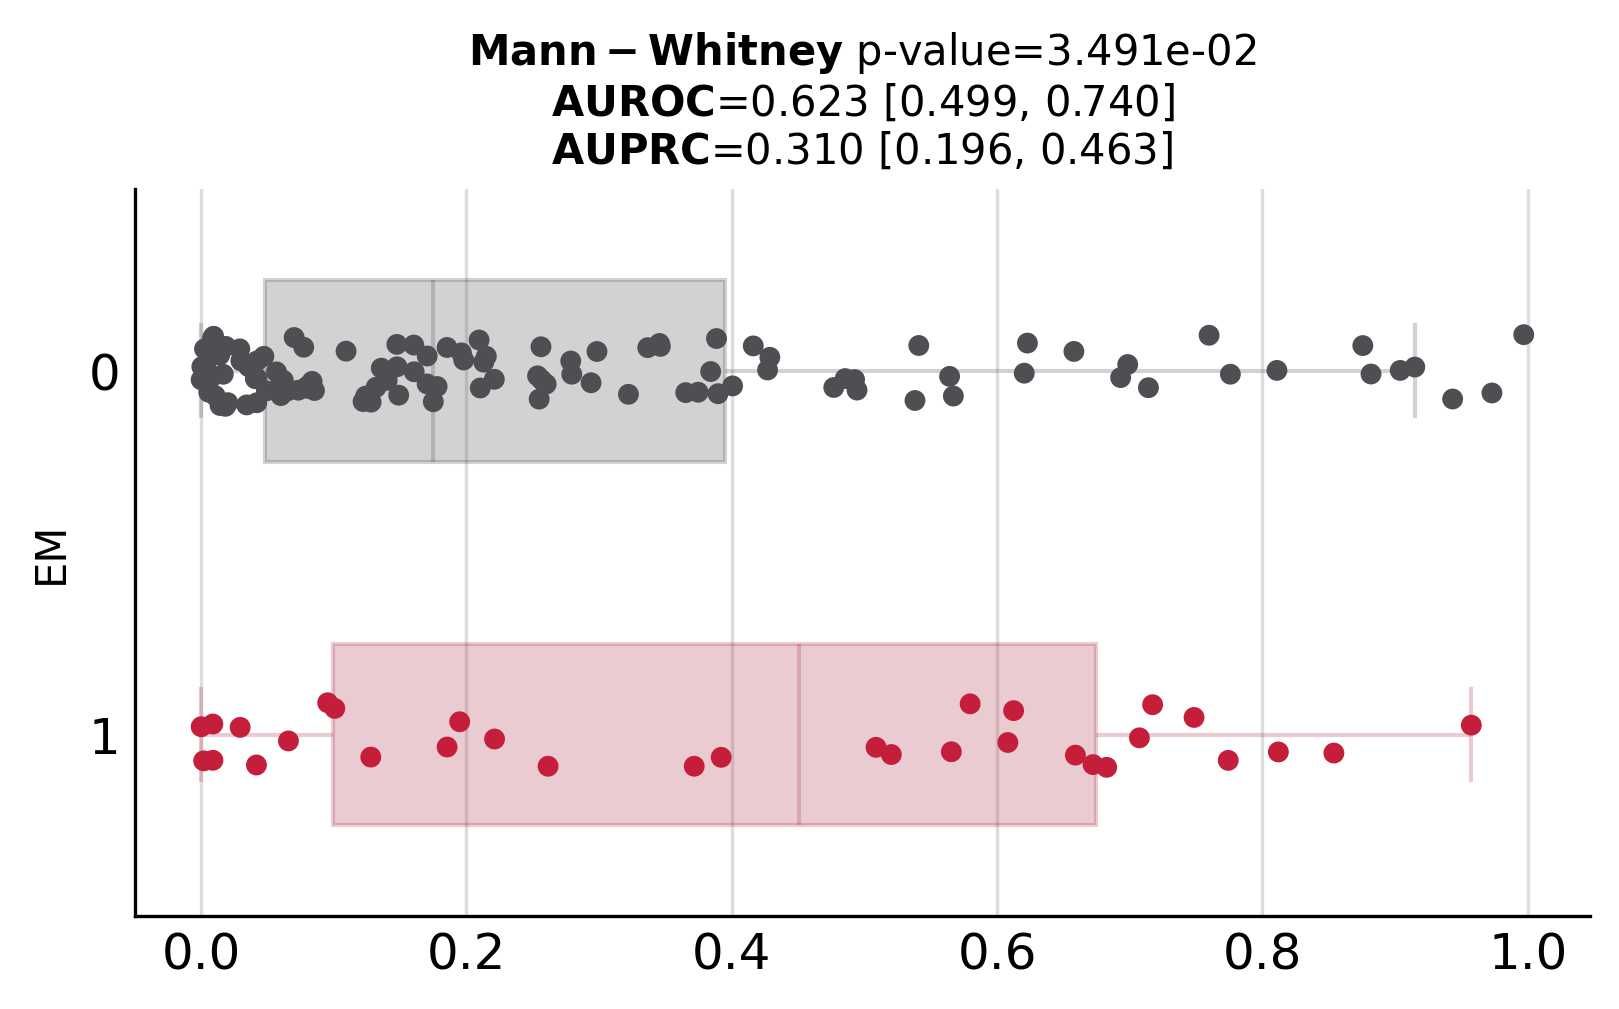 Mann − Whitney p-value=3.491e-02
AUROC=0.623 [0.499, 0.740]
AUPRC=0.310 [0.196, 0.463]
0
EM
1
0.0 0.2 0.4 0.6 0.8 1.0